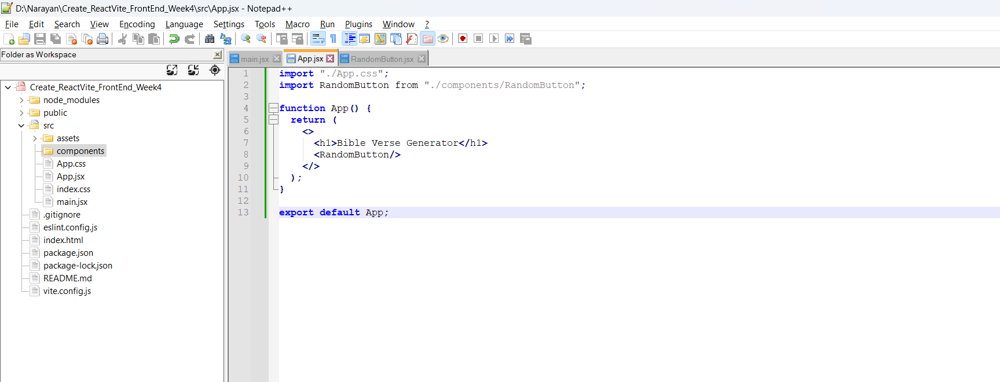 D:\Narayan\Create_ReactVite_FrontEnd_Week4\src\App.jsx - Notepad++
File Edit Search View Encoding Language Settings Tools Macro Run Plugins Window ?
Folder as Workspace
main.jsx App.jsx RandomButton.jsx
Create_ReactVite_FrontEnd_Week4
node_modules
public
src
assets
components
App.css
App.jsx
index.css
main.jsx
.gitignore
eslint.config.js
index.html
package.json
package-lock.json
README.md
vite.config.js
1 import "./App.css";
2 import RandomButton from "./components/RandomButton";
3
4 function App() {
5 return (
6 <>
7 <h1>Bible Verse Generator</h1>
8 <RandomButton/>
9 </>
10 );
11 }
12
13 export default App;